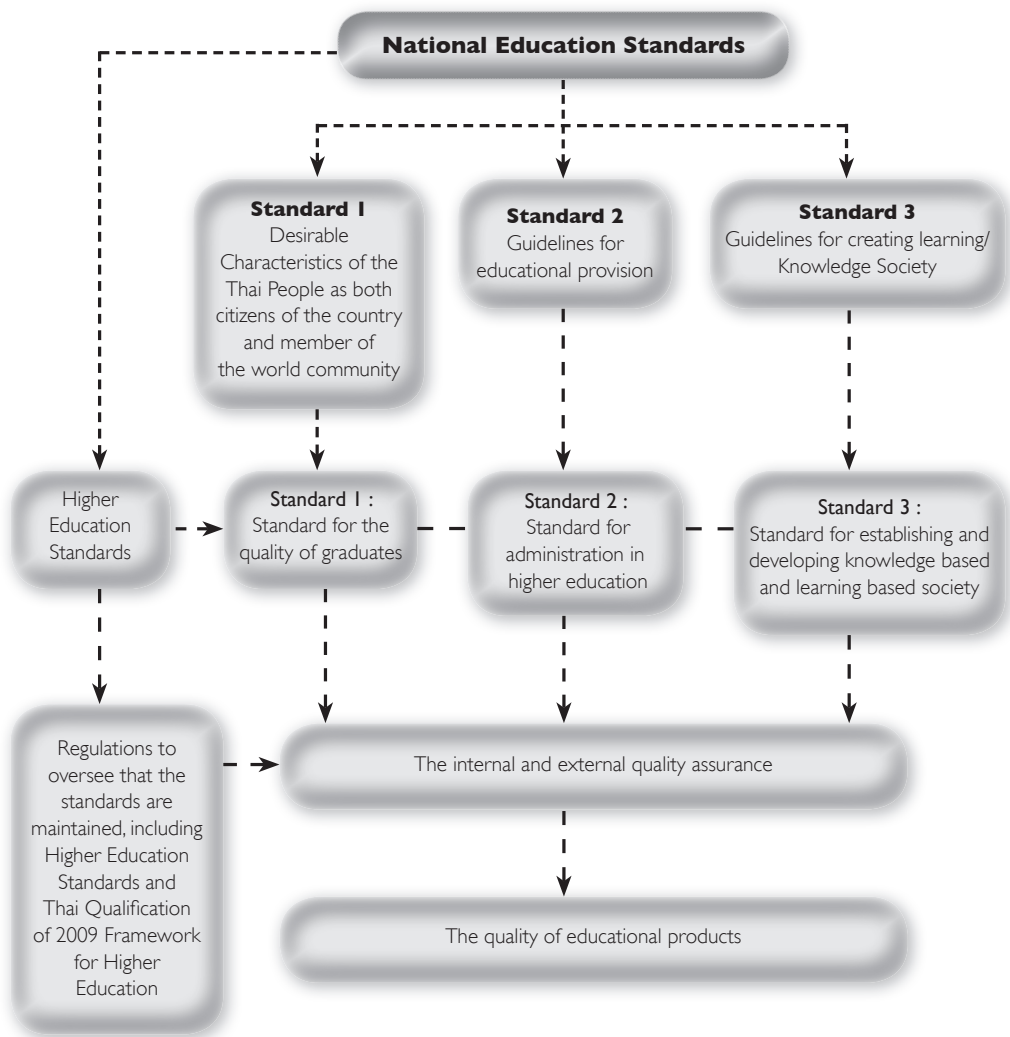 National Education Standards
Standard 1
Desirable
Characteristics of the
Thai People as both
citizens of the country
and member of
the world community
Standard 2
Guidelines for
educational provision
Standard 3
Guidelines for creating learning/
Knowledge Society
Higher
Education
Standards
Standard 1 :
Standard for the
quality of graduates
Standard 2 :
Standard for
administration in
higher education
Standard 3 :
Standard for establishing and
developing knowledge based
and learning based society
Regulations to
oversee that the
standards are
maintained, including
Higher Education
Standards and
Thai Qualification
of 2009 Framework
for Higher
Education
The internal and external quality assurance
The quality of educational products